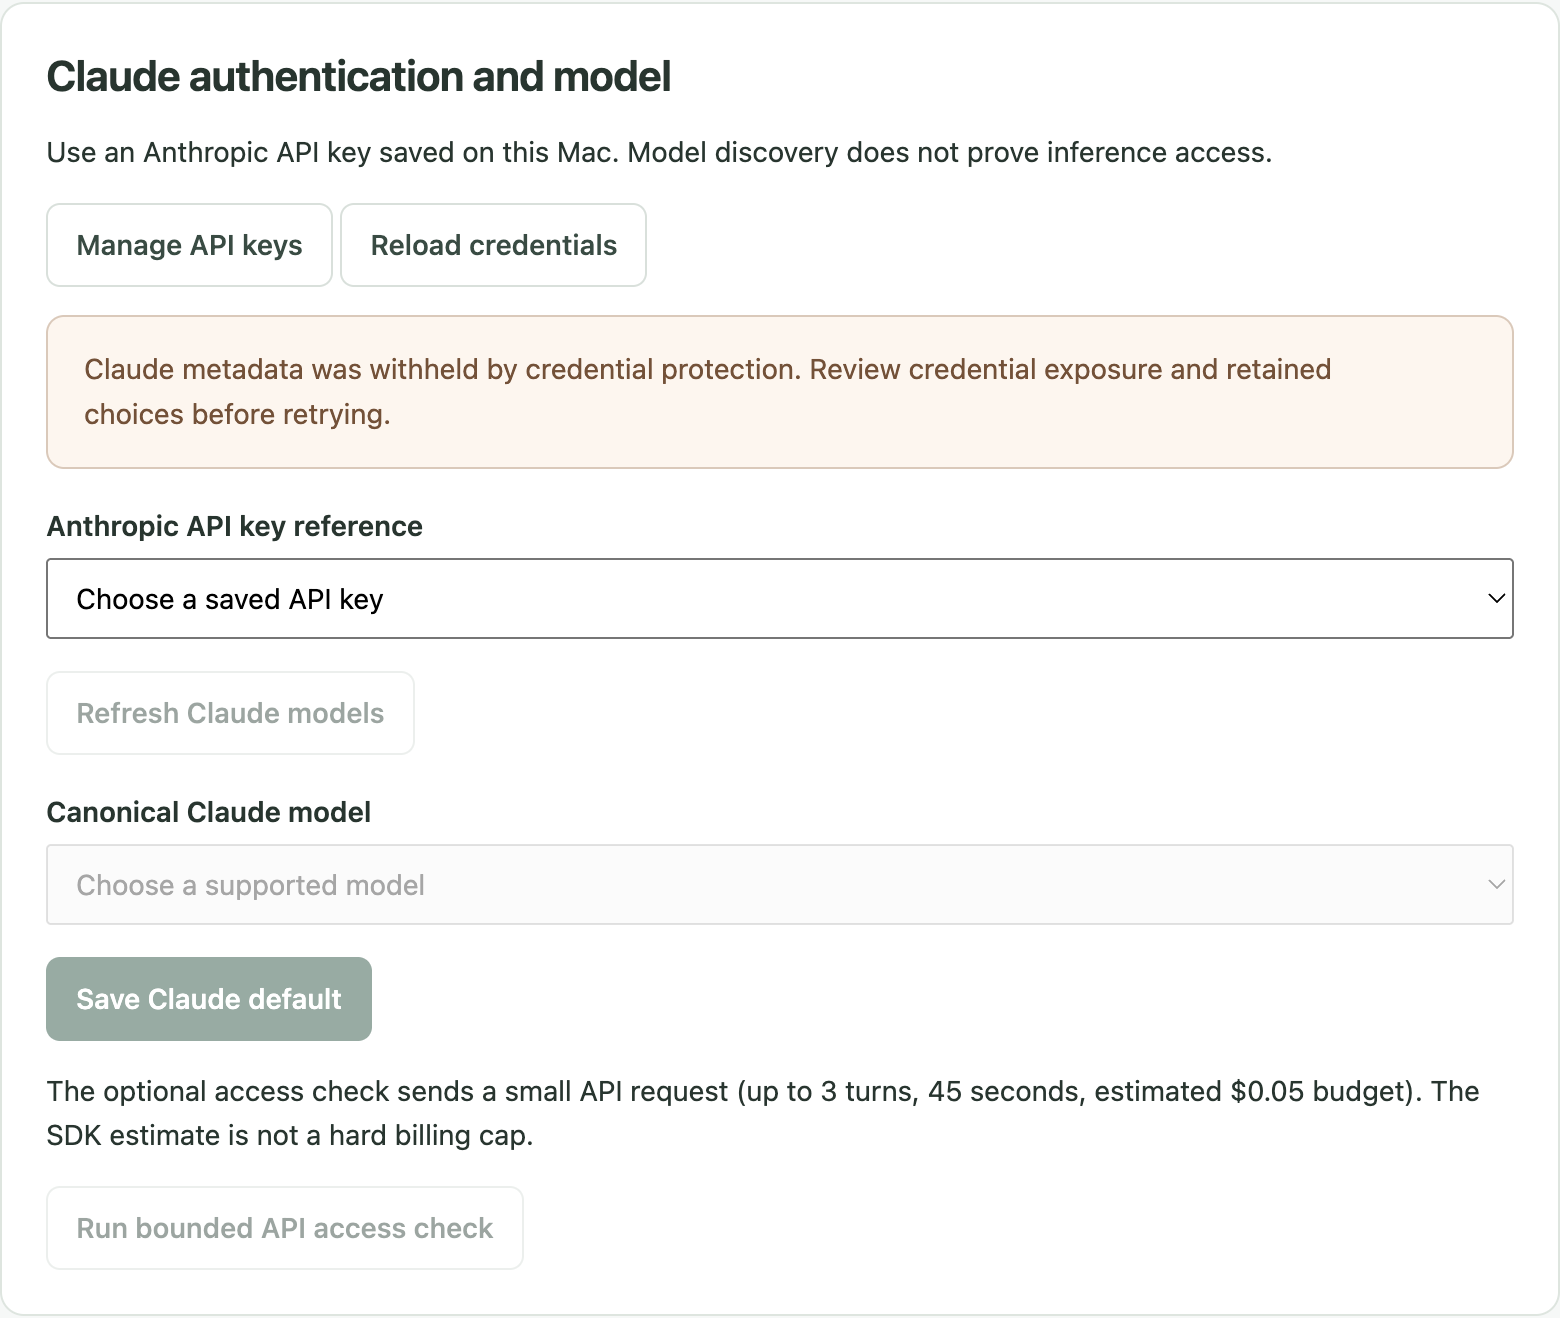 Claude authentication and model
Use an Anthropic API key saved on this Mac. Model discovery does not prove inference access.
Manage API keys
Reload credentials
Claude metadata was withheld by credential protection. Review credential exposure and retained
choices before retrying.
Anthropic API key reference
Choose a saved API key
Refresh Claude models
Canonical Claude model
Choose a supported model
Save Claude default
The optional access check sends a small API request (up to 3 turns, 45 seconds, estimated $0.05 budget). The
SDK estimate is not a hard billing cap.
Run bounded API access check